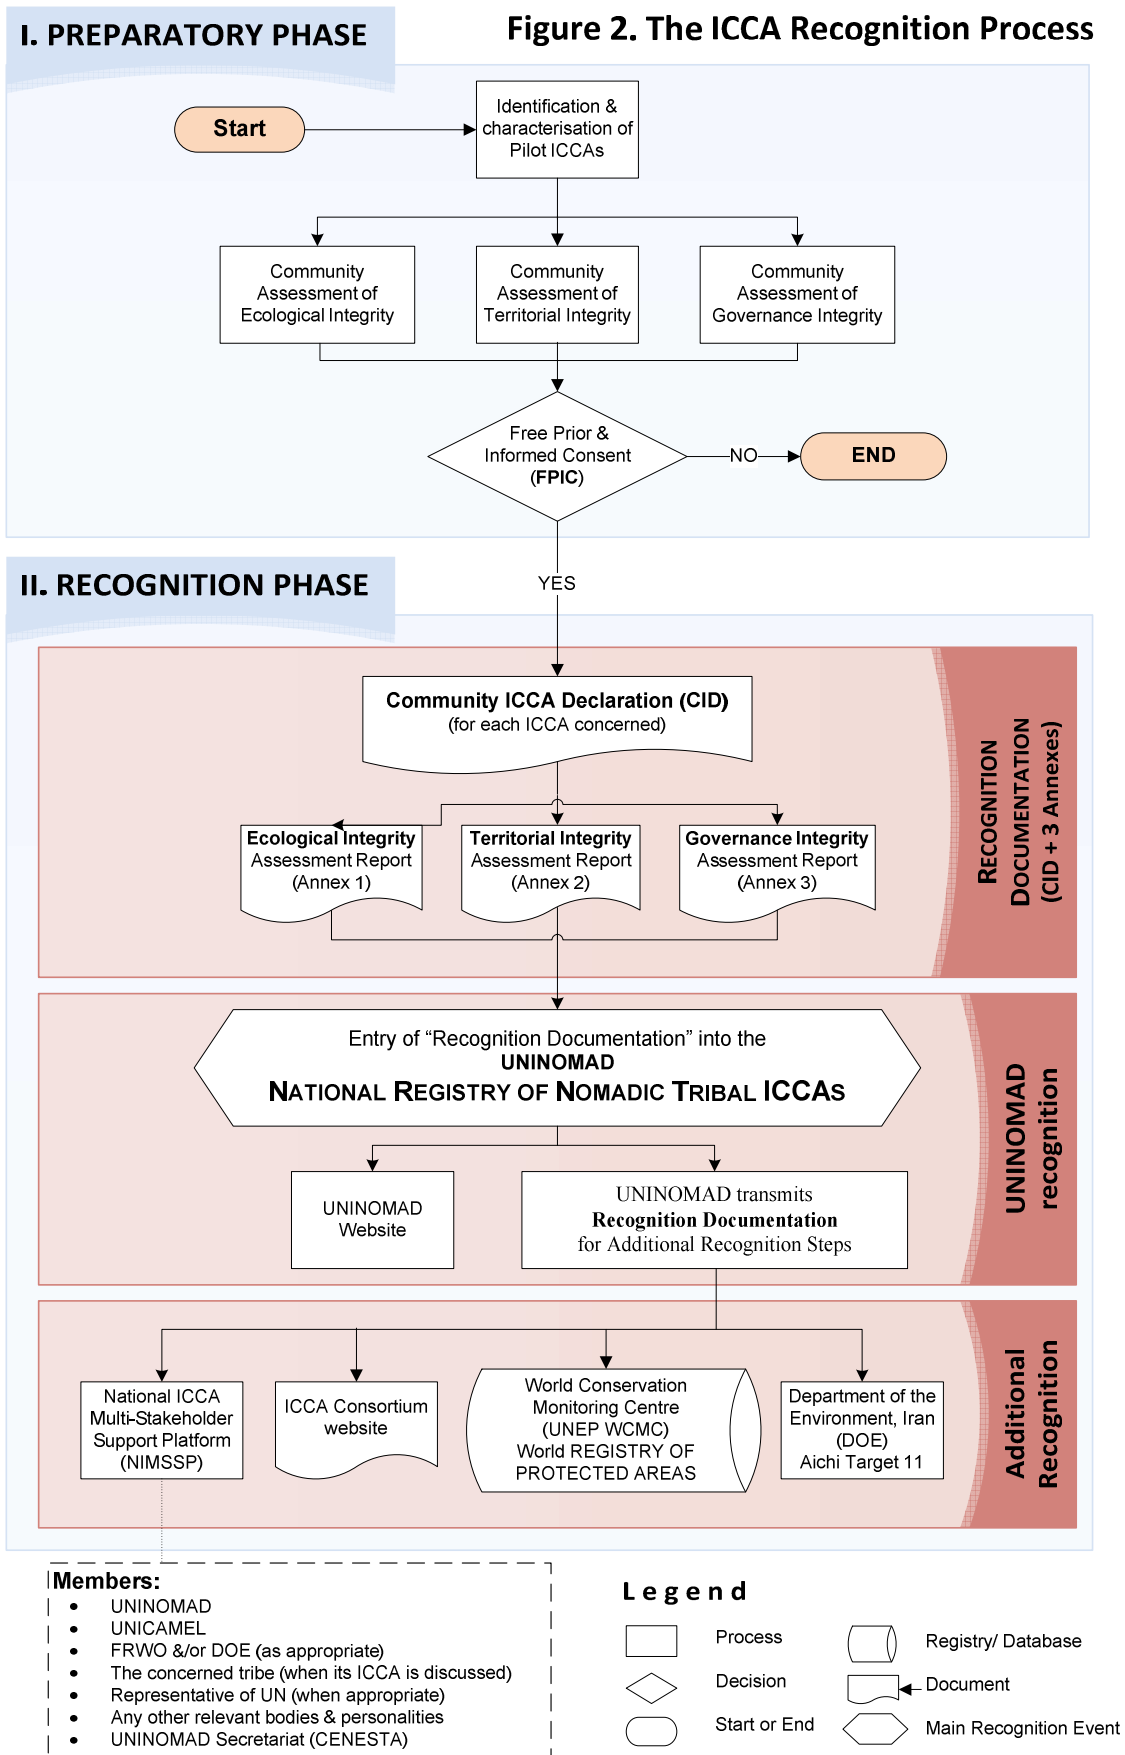 I. PREPARATORY PHASE
Figure 2. The ICCA Recognition Process
Start
Identification &
characterisation of
Pilot ICCAs
Community
Assessment of
Ecological Integrity
Community
Assessment of
Territorial Integrity
Community
Assessment of
Governance Integrity
Free Prior &
Informed Consent
(FPIC)
NO
END
YES
II. RECOGNITION PHASE
Community ICCA Declaration (CID)
(for each ICCA concerned)
Ecological Integrity
Assessment Report
(Annex 1)
Territorial Integrity
Assessment Report
(Annex 2)
Governance Integrity
Assessment Report
(Annex 3)
RECOGNITION
DOCUMENTATION
(CID + 3 Annexes)
Entry of “Recognition Documentation” into the
UNINOMAD
NATIONAL REGISTRY OF NOMADIC TRIBAL ICCAS
UNINOMAD
Website
UNINOMAD transmits
Recognition Documentation
for Additional Recognition Steps
UNINOMAD
recognition
National ICCA
Multi-Stakeholder
Support Platform
(NIMSSP)
ICCA Consortium
website
World Conservation
Monitoring Centre
(UNEP WCMC)
World REGISTRY OF
PROTECTED AREAS
Department of the
Environment, Iran
(DOE)
Aichi Target 11
Additional
Recognition
Members:
• UNINOMAD
• UNICAMEL
• FRWO &/or DOE (as appropriate)
• The concerned tribe (when its ICCA is discussed)
• Representative of UN (when appropriate)
• Any other relevant bodies & personalities
• UNINOMAD Secretariat (CENESTA)
Legend
Process
Decision
Start or End
Registry/ Database
Document
Main Recognition Event